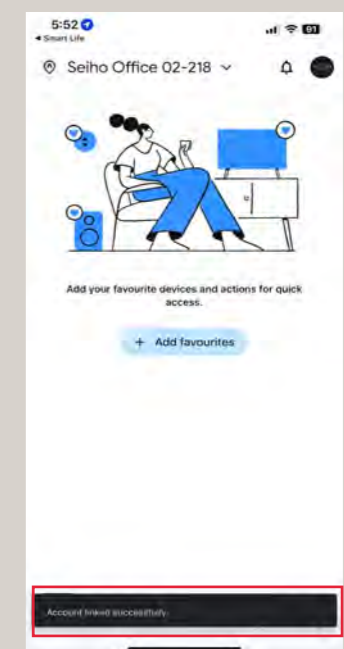 5:52
91
Smart Life
Seiho Office 02-218
Add your favourite devices and actions for quick
access.
+ Add favourites
Account linked successfully.